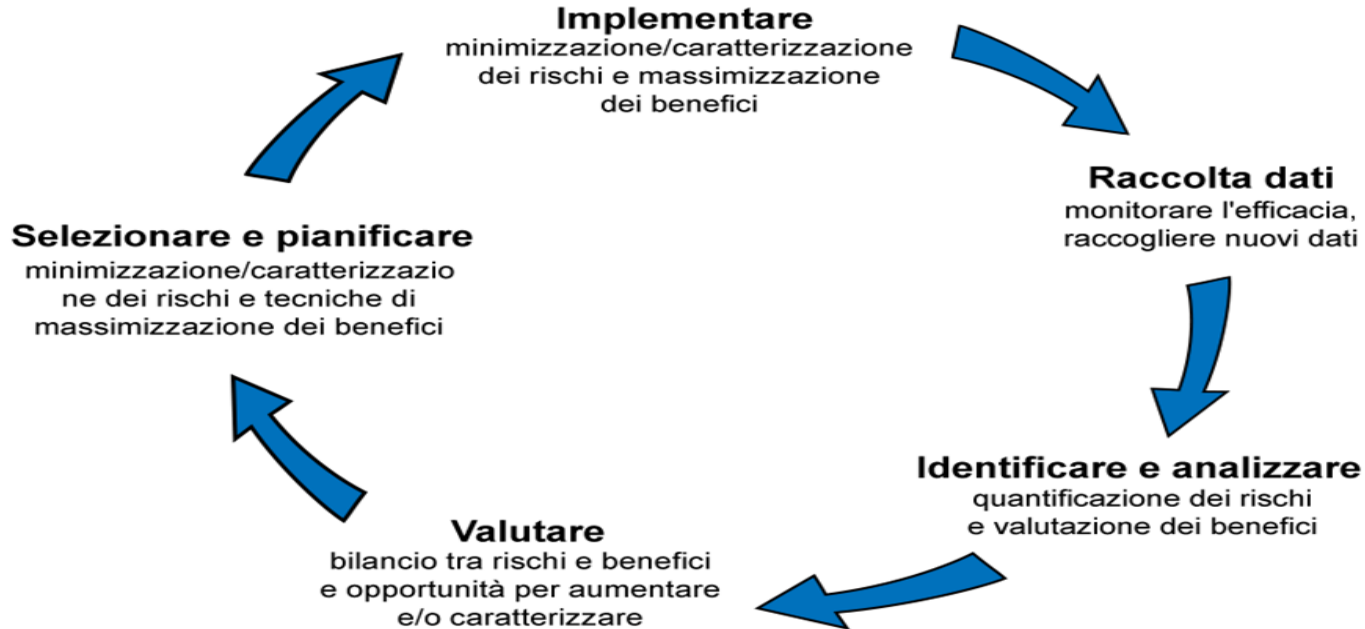 Implementare
minimizzazione/caratterizzazione
dei rischi e massimizzazione
dei benefici
Raccolta dati
monitorare l'efficacia,
raccogliere nuovi dati
Identificare e analizzare
quantificazione dei rischi
e valutazione dei benefici
Valutare
bilancio tra rischi e benefici
e opportunità per aumentare
e/o caratterizzare
Selezionare e pianificare
minimizzazione/caratterizzazio
ne dei rischi e tecniche di
massimizzazione dei benefici